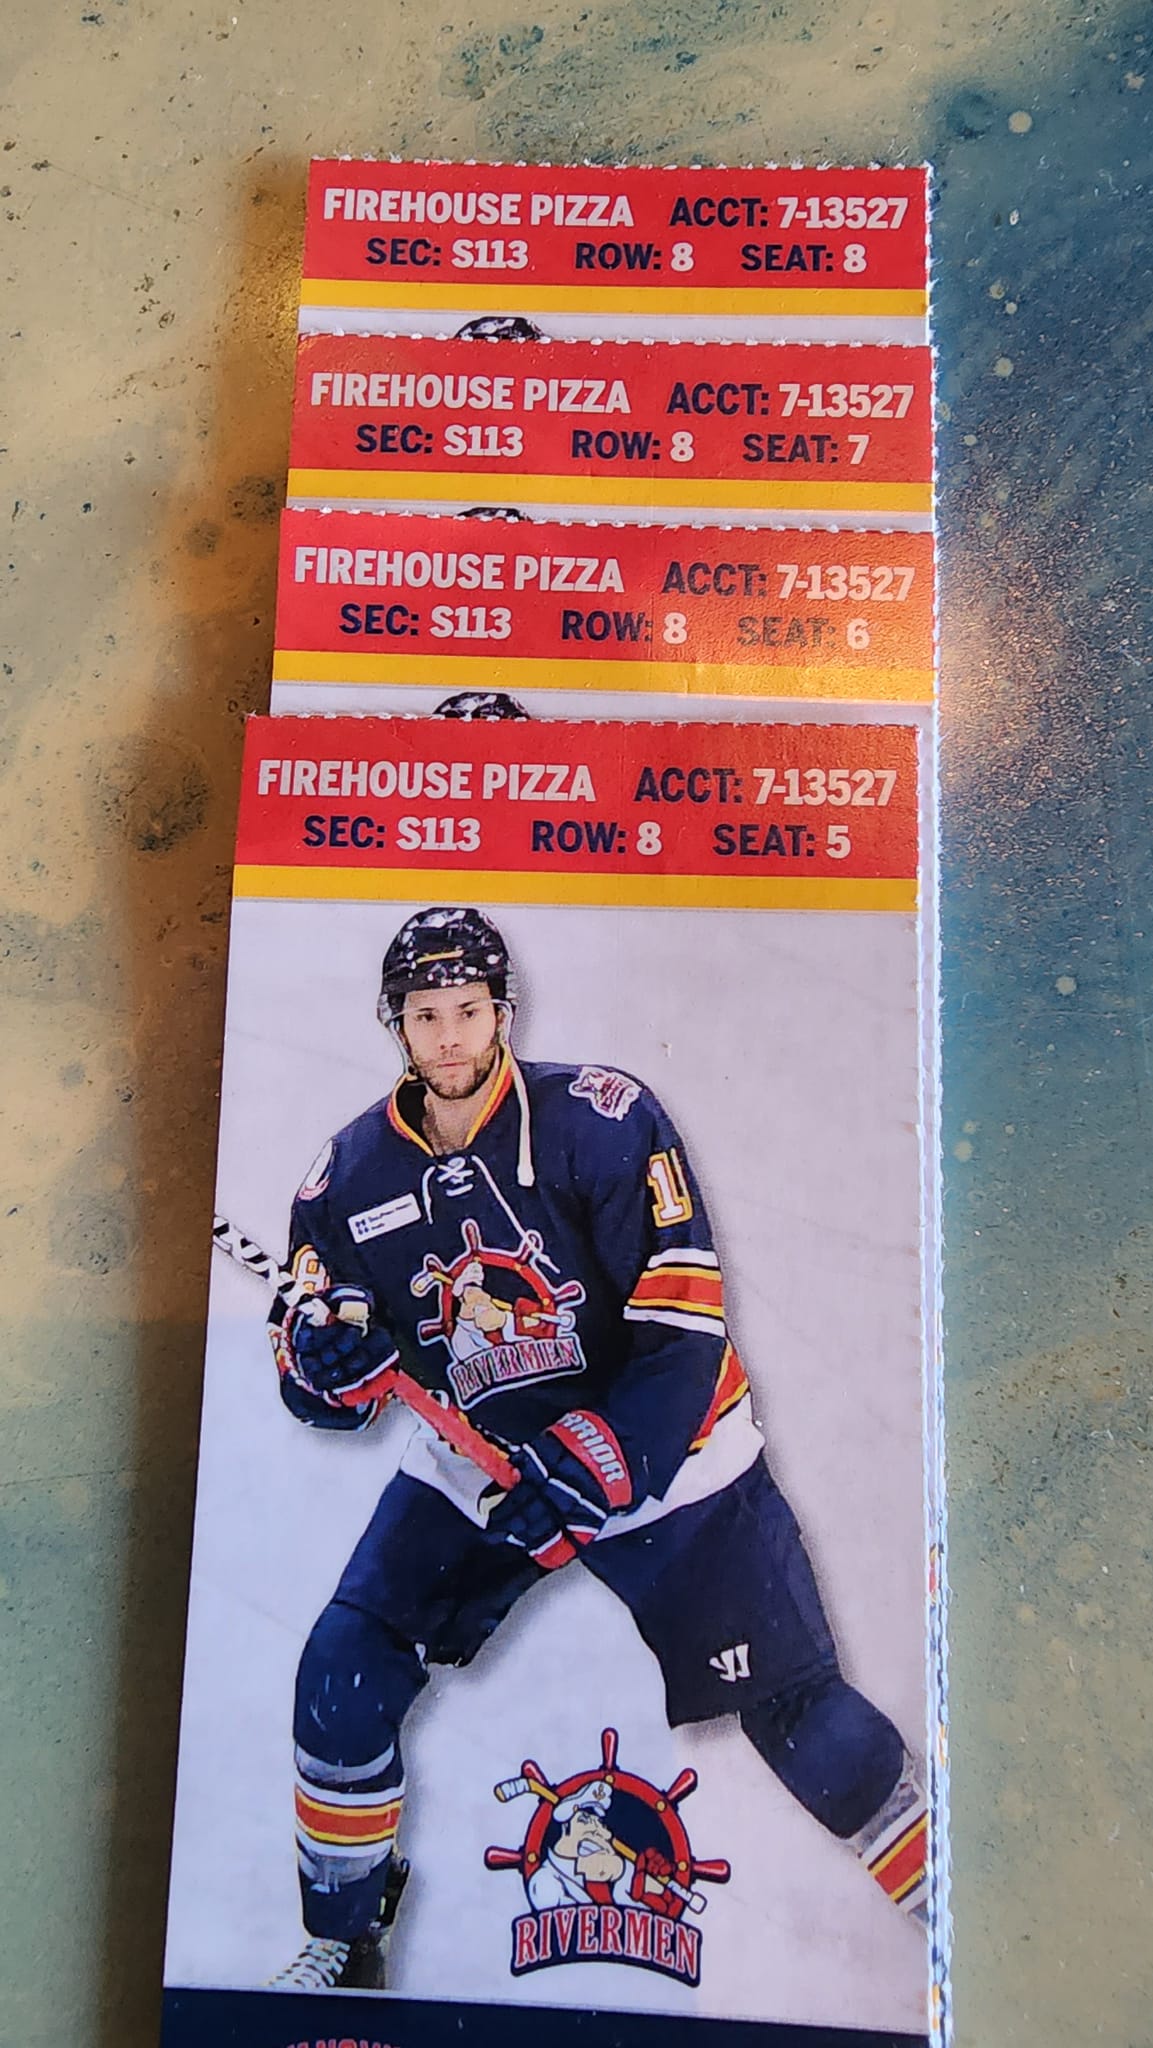 FIREHOUSE PIZZA ACCT: 7-13527
SEC: S113 ROW: 8 SEAT: 8
FIREHOUSE PIZZA ACCT: 7-13527
SEC: S113 ROW: 8 SEAT: 7
FIREHOUSE PIZZA ACCT: 7-13527
SEC: S113 ROW: 8 SEAT: 6
FIREHOUSE PIZZA ACCT: 7-13527
SEC: S113 ROW: 8 SEAT: 5
RIVERMEN
RIVERMEN